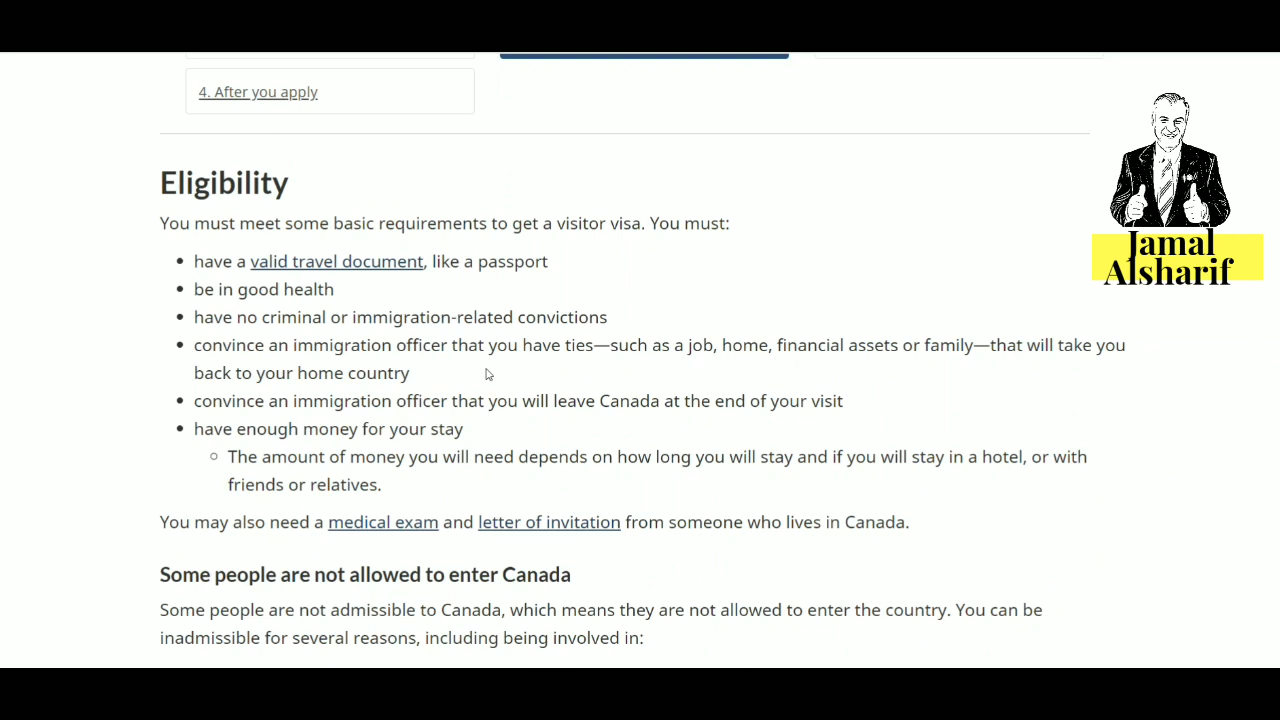 4. After you apply
Jamal
Alsharif
Eligibility
You must meet some basic requirements to get a visitor visa. You must:
have a valid travel document, like a passport
be in good health
have no criminal or immigration-related convictions
convince an immigration officer that you have ties—such as a job, home, financial assets or family—that will take you
back to your home country
convince an immigration officer that you will leave Canada at the end of your visit
have enough money for your stay
The amount of money you will need depends on how long you will stay and if you will stay in a hotel, or with
friends or relatives.
You may also need a medical exam and letter of invitation from someone who lives in Canada.
Some people are not allowed to enter Canada
Some people are not admissible to Canada, which means they are not allowed to enter the country. You can be
inadmissible for several reasons, including being involved in: